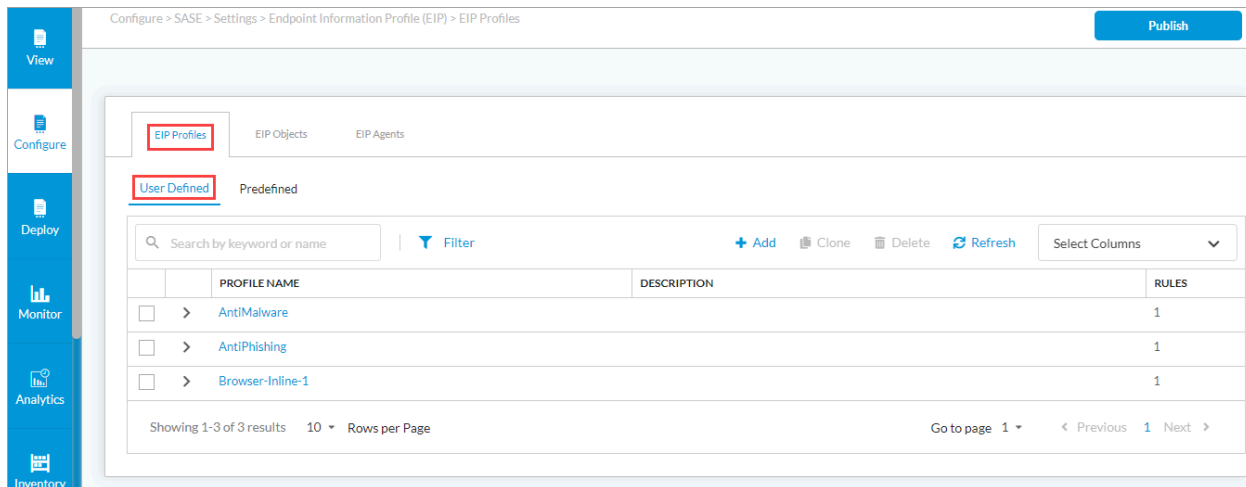 Configure > SASE > Settings > Endpoint Information Profile (EIP) > EIP Profiles
Publish
View
Configure
Deploy
Monitor
Analytics
Inventory
EIP Profiles EIP Objects EIP Agents
User Defined Predefined
Search by keyword or name Filter + Add Clone Delete Refresh Select Columns
PROFILE NAME DESCRIPTION RULES
AntiMalware 1
AntiPhishing 1
Browser-Inline-1 1
Showing 1-3 of 3 results 10 Rows per Page Go to page 1 < Previous 1 Next >